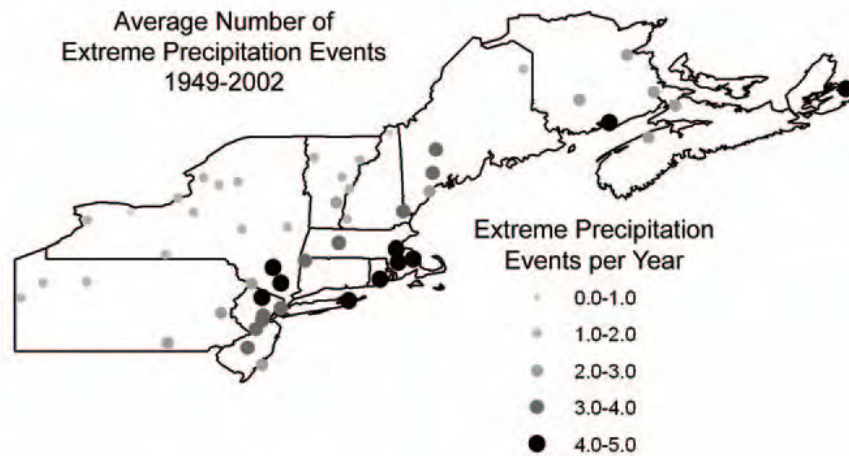 Average Number of
Extreme Precipitation Events
1949-2002
Extreme Precipitation
Events per Year
0.0-1.0
1.0-2.0
2.0-3.0
3.0-4.0
4.0-5.0